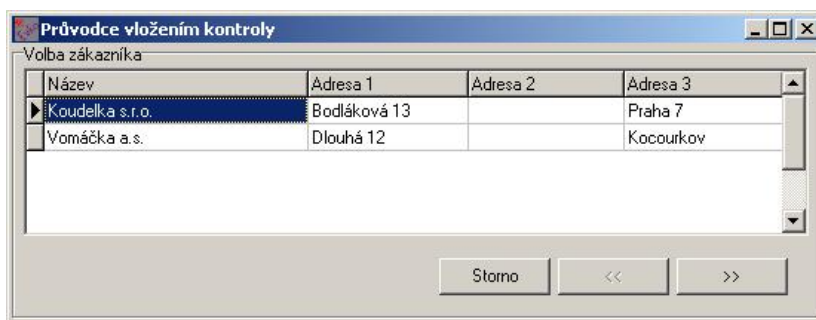 Průvodce vložením kontroly
Volba zákazníka
Název Adresa 1 Adresa 2 Adresa 3
Koudelka s.r.o. Bodláková 13 Praha 7
Vomáčka a.s. Dlouhá 12 Kocourkov
Storno << >>